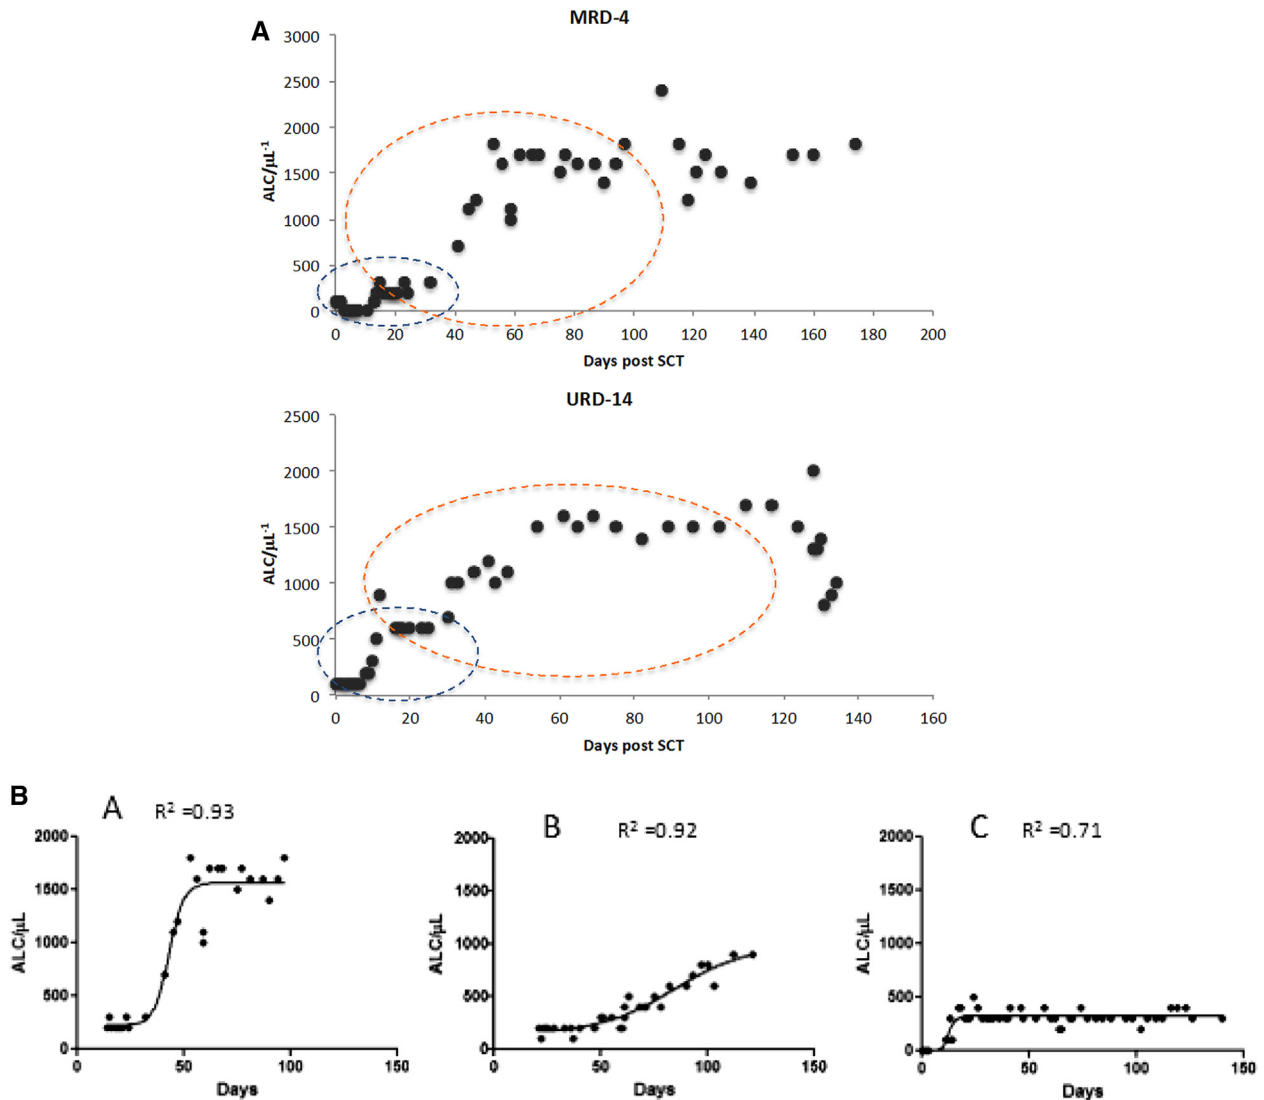 A
MRD-4
3000
2500
2000
1500
1000
500
0
ALC/µL-1
0 20 40 60 80 100 120 140 160 180 200
Days post SCT
URD-14
2500
2000
1500
1000
500
0
ALC/µL-1
0 20 40 60 80 100 120 140 160
Days post SCT
B
A R² =0.93
2000
1500
1000
500
0
ALC/µL
0 50 100 150
Days
B R² =0.92
2000
1500
1000
500
0
ALC/µL
0 50 100 150
Days
C R² =0.71
2000
1500
1000
500
0
ALC/µL
0 50 100 150
Days